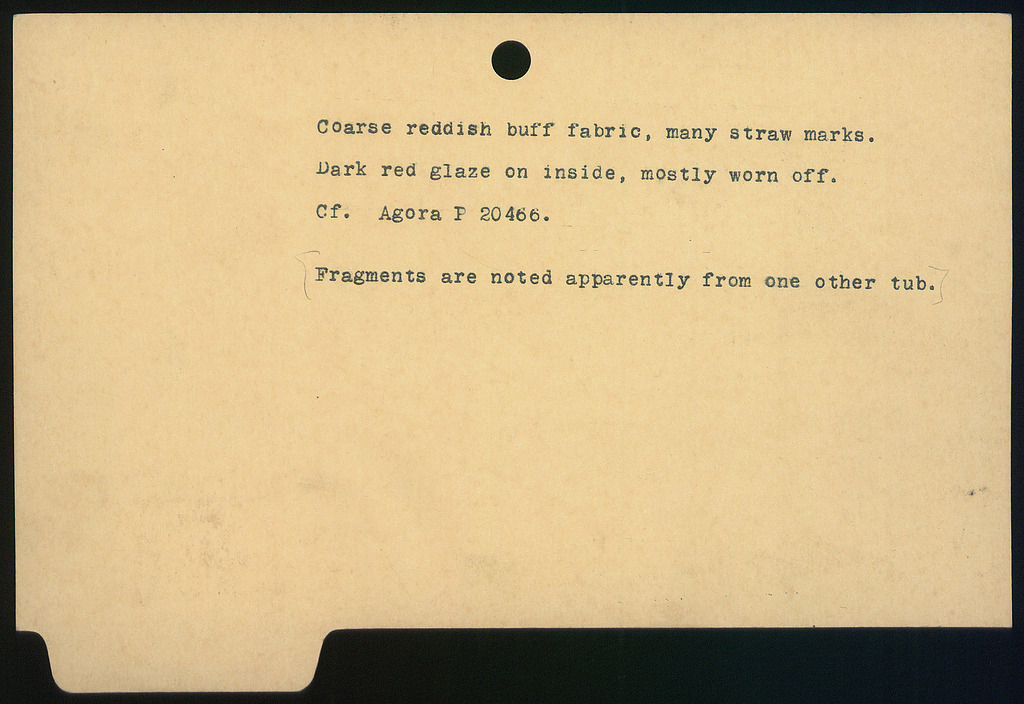 Coarse reddish buff fabric, many straw marks.
Dark red glaze on inside, mostly worn off.
Cf. Agora P 20466.
[Fragments are noted apparently from one other tub.]